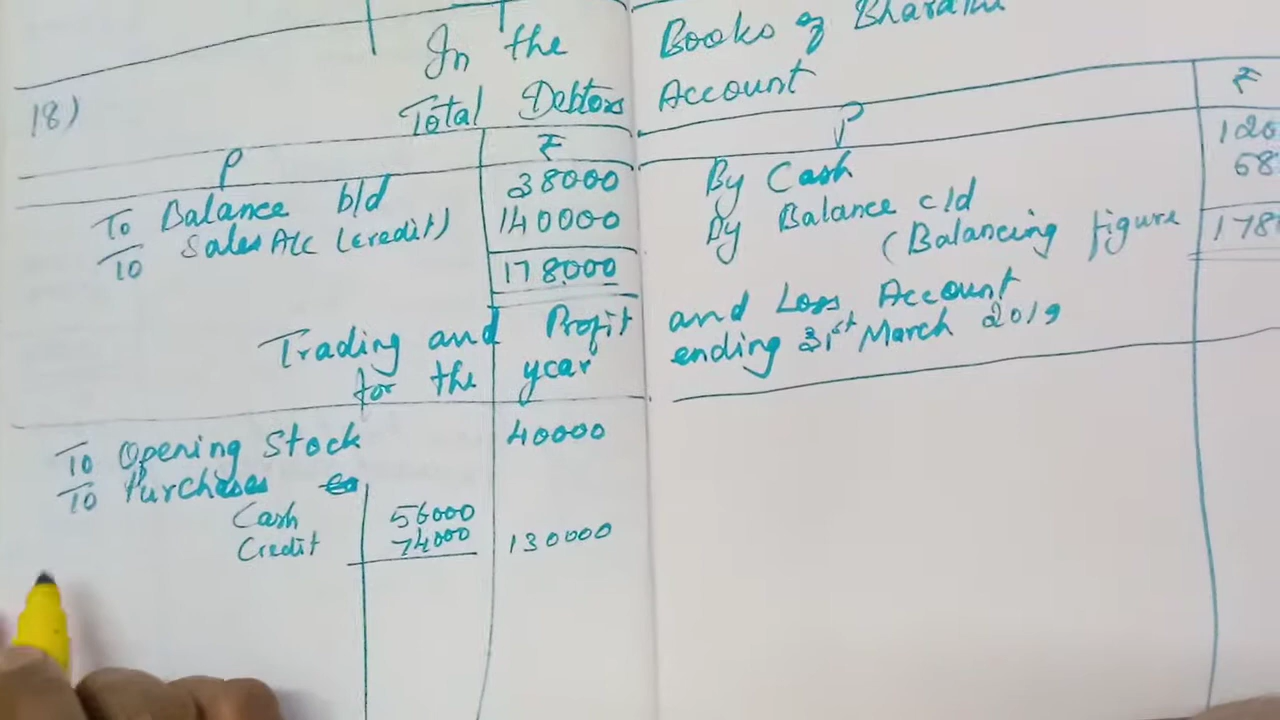 In the Books of
18)
Total Debtors Account
P ₹ P ₹
To Balance b/d 38000 By Cash
To Sales A/c (credit) 140000 By Balance c/d
178000 (Balancing figure
Trading and Profit and Loss Account
for the year ending 31st March 2019
To Opening Stock 40000
To Purchases
Cash 56000
Credit 74000 130000